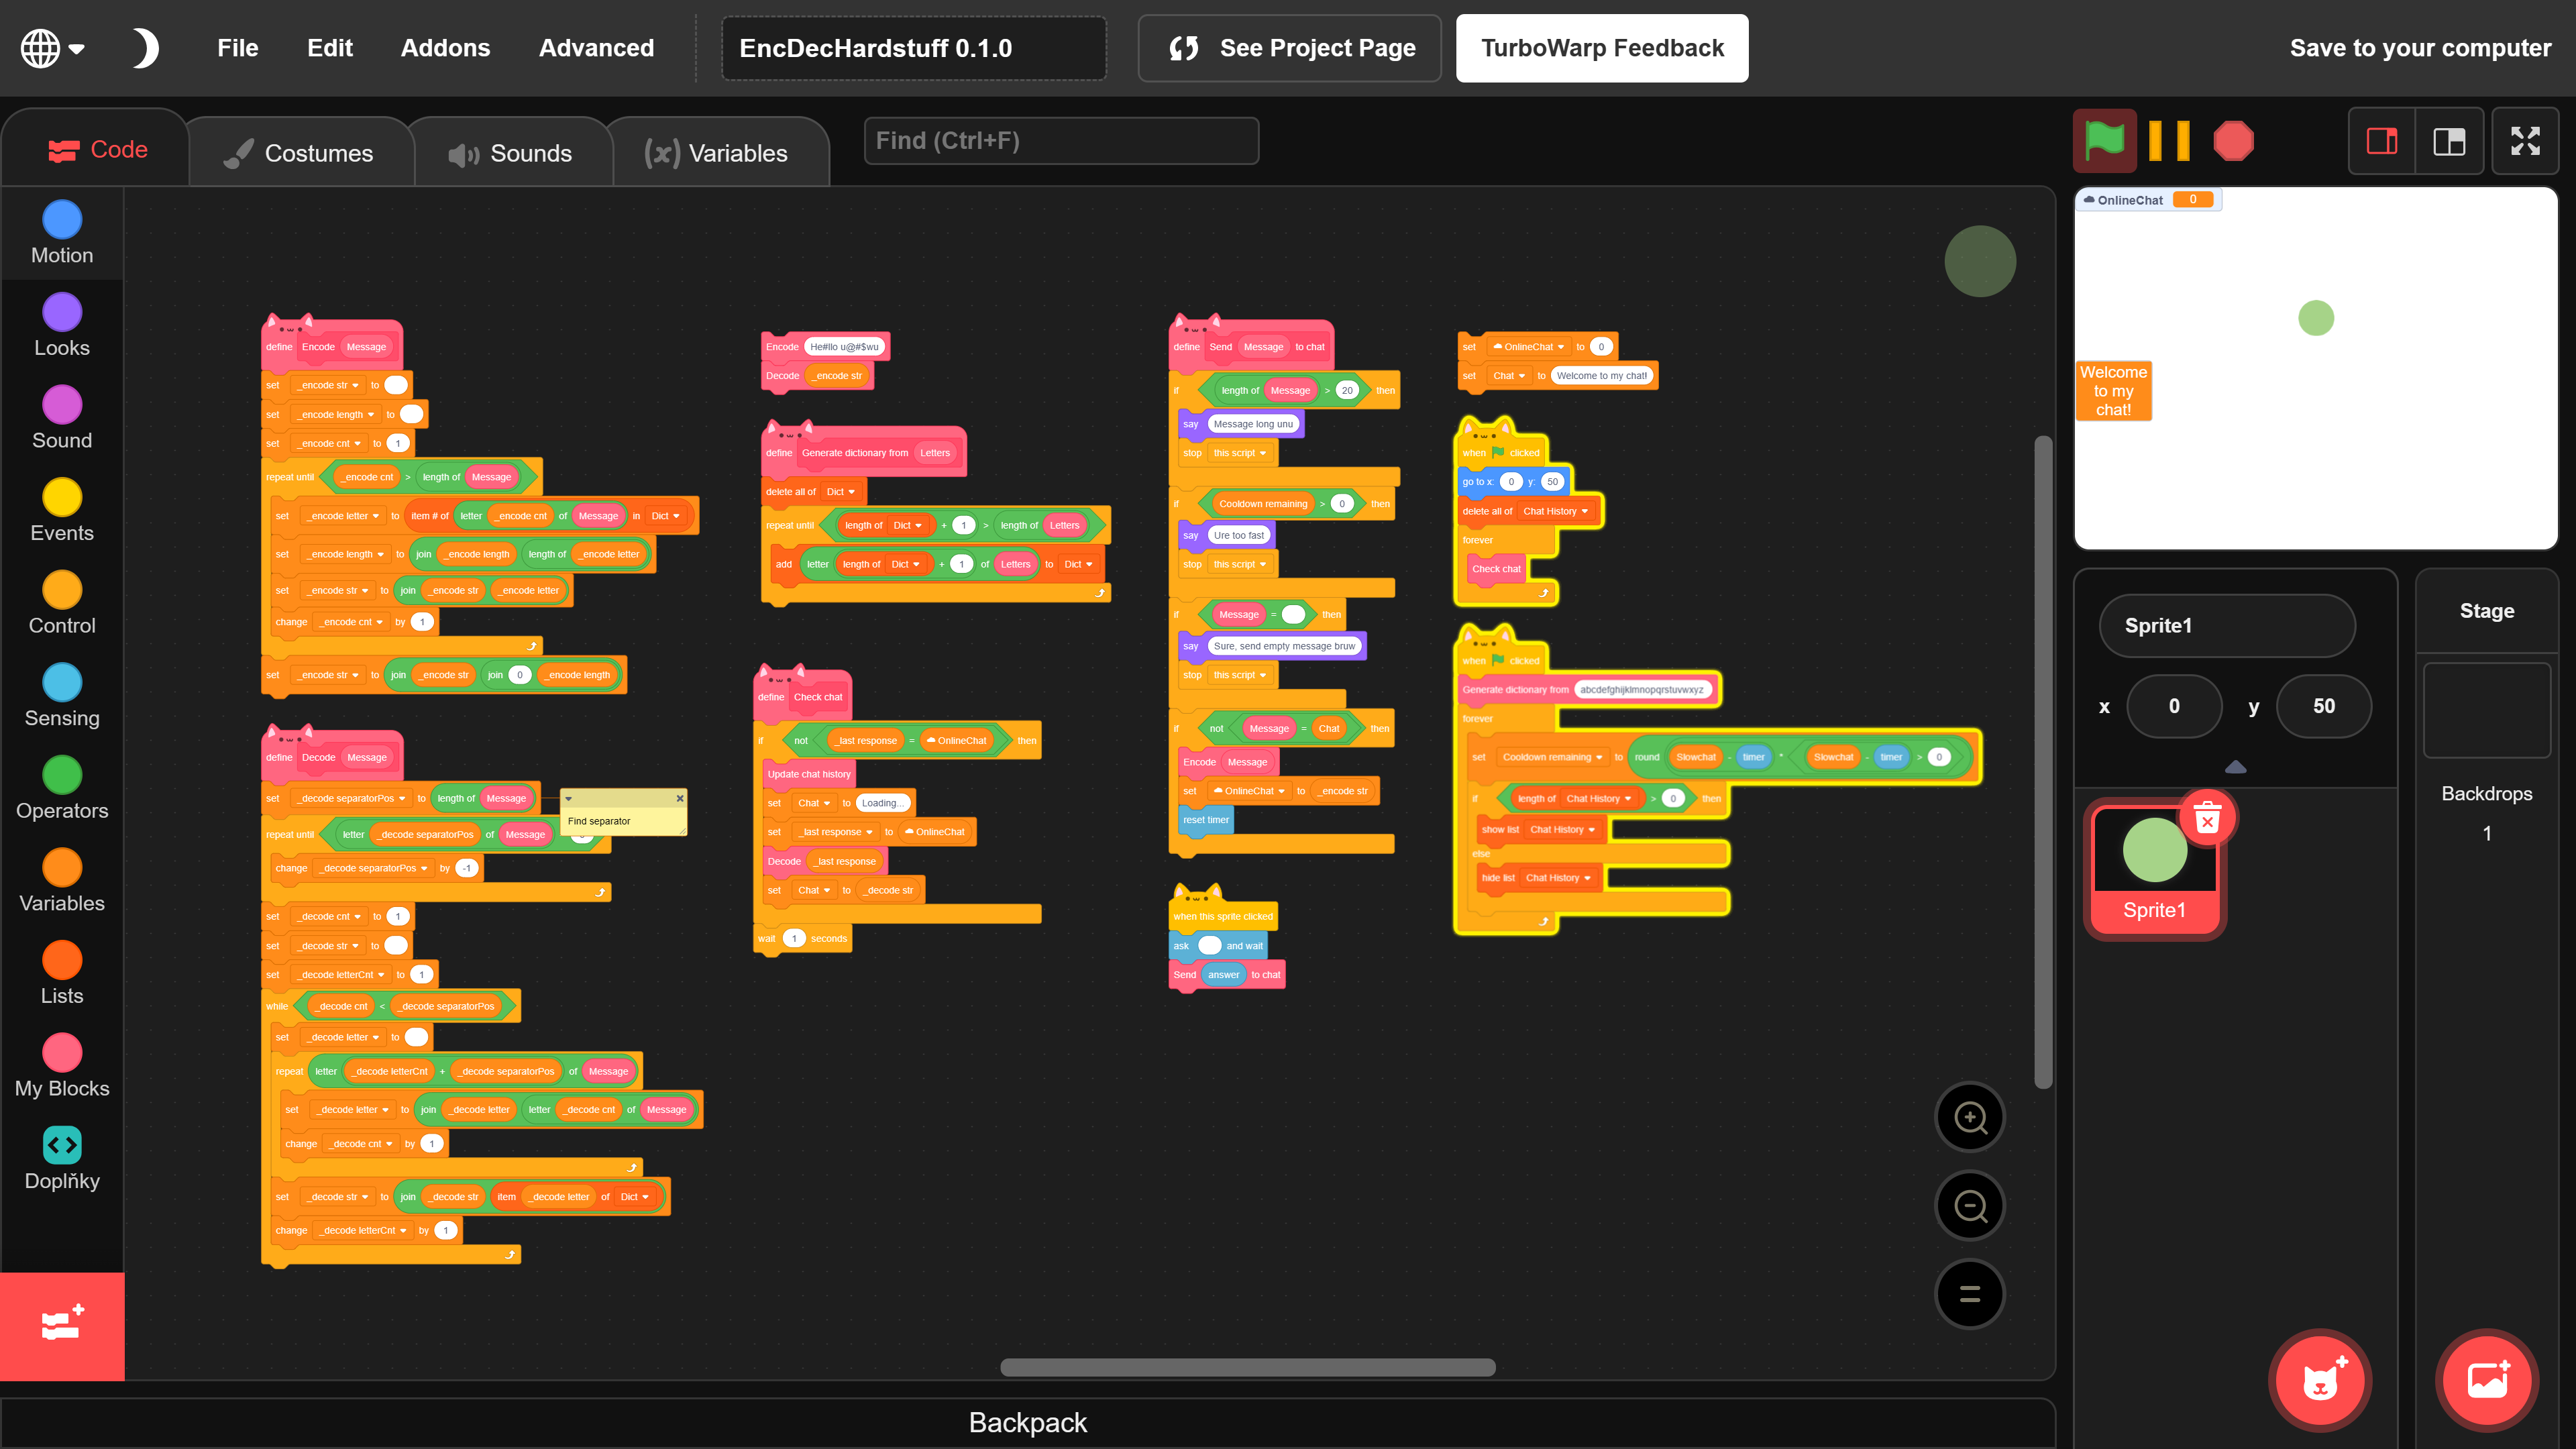 File Edit Addons Advanced EncDecHardstuff 0.1.0 See Project Page TurboWarp Feedback Save to your computer
Code Costumes Sounds (x) Variables Find (Ctrl+F)
Motion
Looks
Sound
Events
Control
Sensing
Operators
Variables
Lists
My Blocks
Doplňky
define Encode Message
set _encode str to
set _encode length to
set _encode cnt to 1
repeat until _encode cnt > length of Message
set _encode letter to item # of letter _encode cnt of Message in Dict
set _encode length to join _encode length length of _encode letter
set _encode str to join _encode str _encode letter
change _encode cnt by 1
set _encode str to join _encode str join 0 _encode length
define Decode Message
set _decode separatorPos to length of Message
Find separator
repeat until letter _decode separatorPos of Message
change _decode separatorPos by -1
set _decode cnt to 1
set _decode str to
set _decode letterCnt to 1
while _decode cnt < _decode separatorPos
set _decode letter to
repeat letter _decode letterCnt + _decode separatorPos of Message
set _decode letter to join _decode letter letter _decode cnt of Message
change _decode cnt by 1
set _decode str to join _decode str item _decode letter of Dict
change _decode letterCnt by 1
Encode He#llo u@#$wu
Decode _encode str
define Generate dictionary from Letters
delete all of Dict
repeat until length of Dict + 1 > length of Letters
add letter length of Dict + 1 of Letters to Dict
define Check chat
if not _last response = OnlineChat then
Update chat history
set Chat to Loading...
set _last response to OnlineChat
Decode _last response
set Chat to _decode str
wait 1 seconds
define Send Message to chat
if length of Message > 20 then
say Message long unu
stop this script
if Cooldown remaining > 0 then
say Ure too fast
stop this script
if Message = then
say Sure, send empty message bruw
stop this script
if not Message = Chat then
Encode Message
set OnlineChat to _encode str
reset timer
when this sprite clicked
ask and wait
Send answer to chat
set OnlineChat to 0
set Chat to Welcome to my chat!
when clicked
go to x: 0 y: 50
delete all of Chat History
forever
Check chat
when clicked
Generate dictionary from abcdefghijklmnopqrstuvwxyz
forever
set Cooldown remaining to round Slowchat - timer * Slowchat - timer > 0
if length of Chat History > 0 then
show list Chat History
else
hide list Chat History
OnlineChat 0
Welcome
to my
chat!
Sprite1
x 0 y 50
Sprite1
Stage
Backdrops
1
Backpack